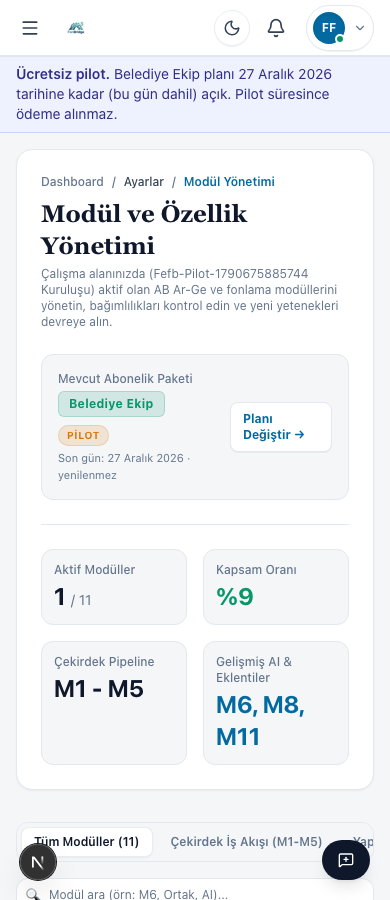 FF
Ücretsiz pilot. Belediye Ekip planı 27 Aralık 2026
tarihine kadar (bu gün dahil) açık. Pilot süresince
ödeme alınmaz.
Dashboard / Ayarlar / Modül Yönetimi
Modül ve Özellik
Yönetimi
Çalışma alanınızda (Fefb-Pilot-1790675885744
Kuruluşu) aktif olan AB Ar-Ge ve fonlama modüllerini
yönetin, bağımlılıkları kontrol edin ve yeni yetenekleri
devreye alın.
Mevcut Abonelik Paketi
Belediye Ekip
PİLOT
Son gün: 27 Aralık 2026 ·
yenilenmez
Planı
Değiştir →
Aktif Modüller
1 / 11
Kapsam Oranı
%9
Çekirdek Pipeline
M1 - M5
Gelişmiş AI &
Eklentiler
M6, M8,
M11
Tüm Modüller (11)
Çekirdek İş Akışı (M1-M5)
Yap
N
Modül ara (örn: M6, Ortak, AI)...